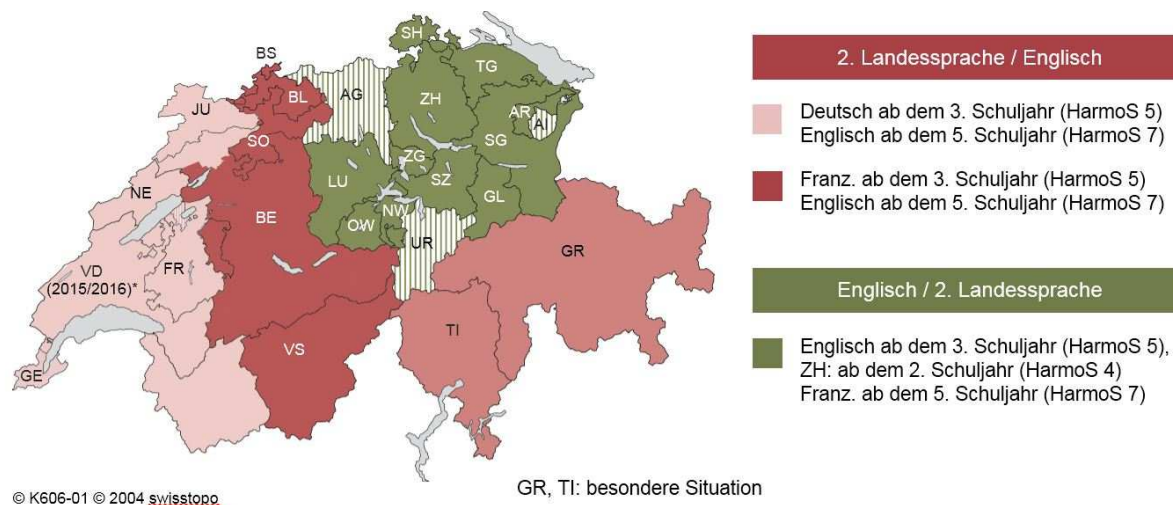 SH
BS
TG
BL
AG
ZH
JU
AR
AI
SG
SO
ZG
LU
SZ
NE
GL
NW
BE
OW
UR
GR
FR
VD
(2015/2016)*
TI
VS
GE
2. Landessprache / Englisch
Deutsch ab dem 3. Schuljahr (HarmoS 5)
Englisch ab dem 5. Schuljahr (HarmoS 7)
Franz. ab dem 3. Schuljahr (HarmoS 5)
Englisch ab dem 5. Schuljahr (HarmoS 7)
Englisch / 2. Landessprache
Englisch ab dem 3. Schuljahr (HarmoS 5),
ZH: ab dem 2. Schuljahr (HarmoS 4)
Franz. ab dem 5. Schuljahr (HarmoS 7)
GR, TI: besondere Situation
© K606-01 © 2004 swisstopo